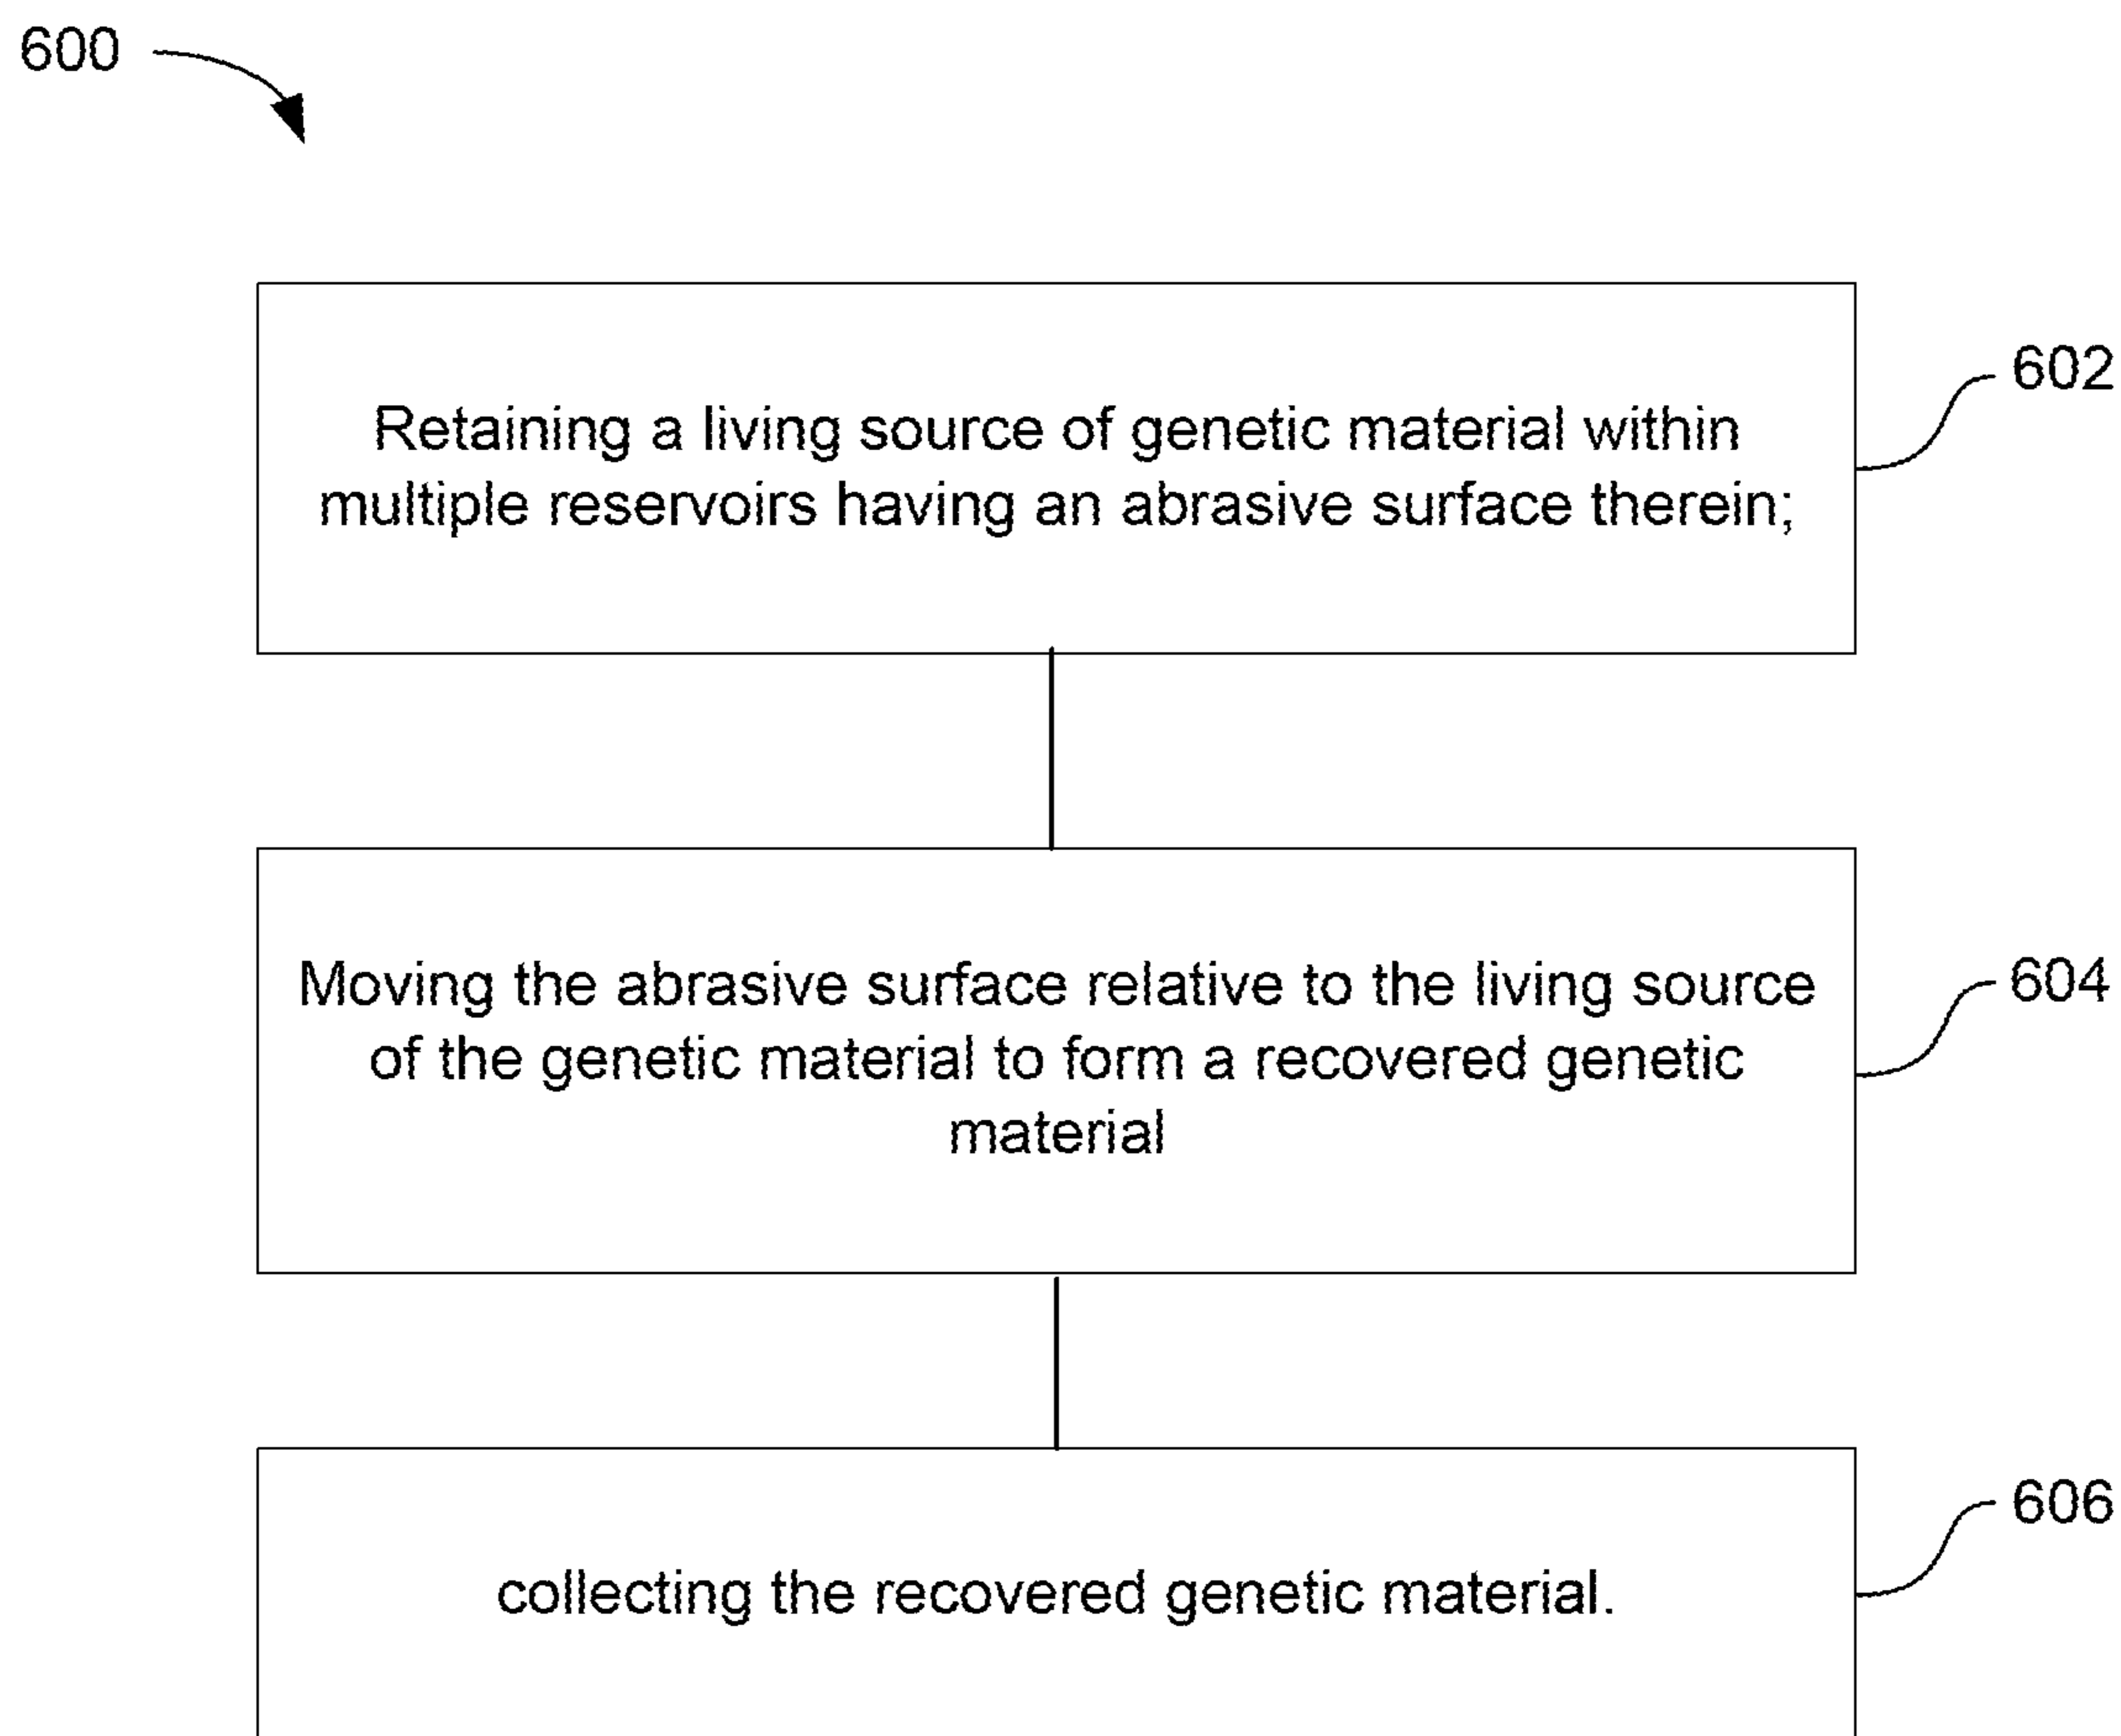 600
602
Retaining a living source of genetic material within
multiple reservoirs having an abrasive surface therein;
604
Moving the abrasive surface relative to the living source
of the genetic material to form a recovered genetic
material
606
collecting the recovered genetic material.